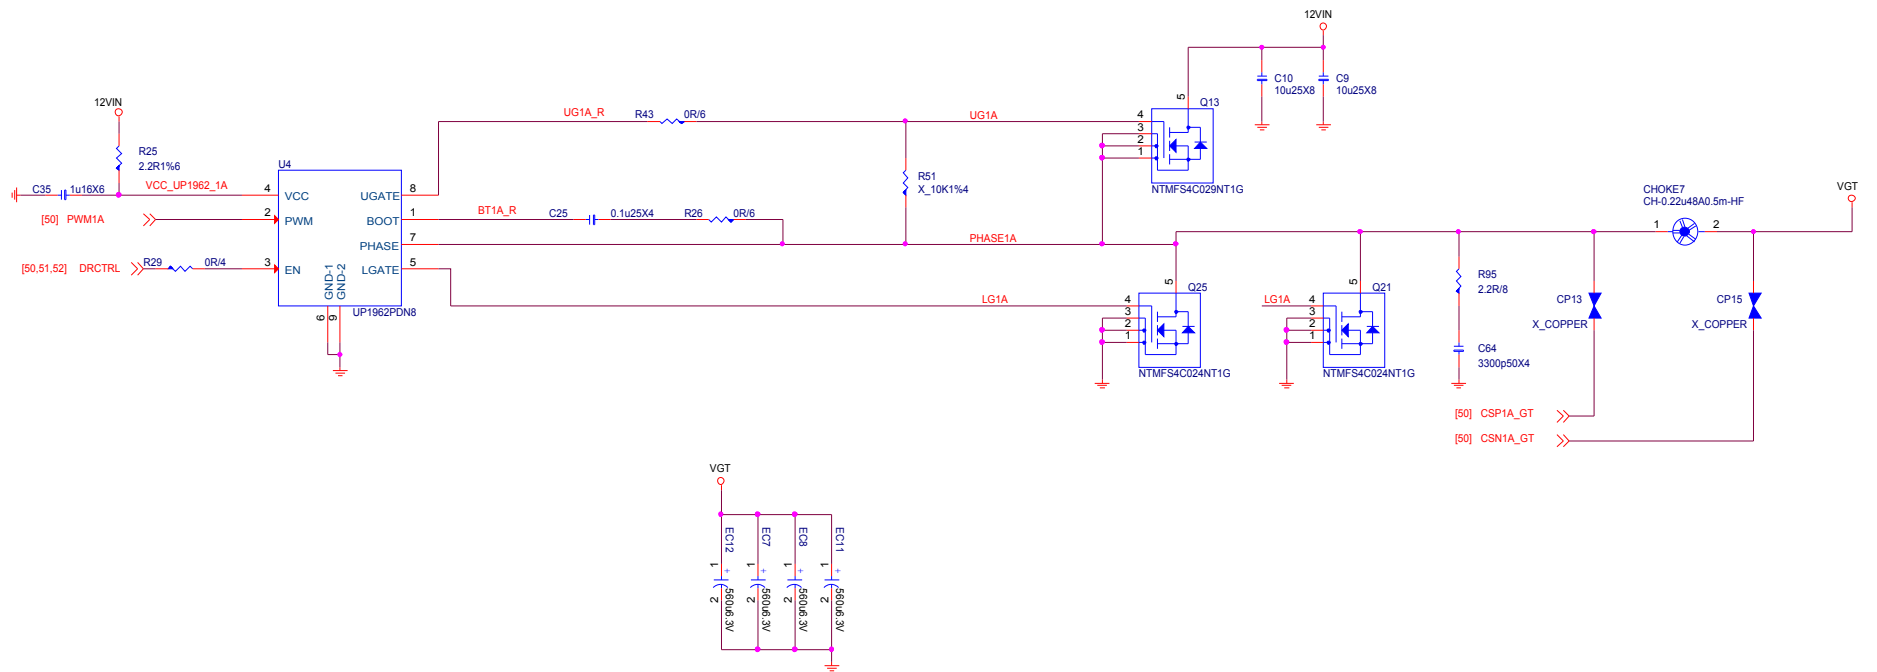 12VIN
C10
10u25X8
C9
10u25X8
12VIN
R25
2.2R1%6
C35
1u16X6
VCC_UP1962_1A
[50] PWM1A
[50,51,52] DRCTRL
R29
0R/4
U4
4
VCC
2
PWM
3
EN
UGATE
8
BOOT
1
PHASE
7
LGATE
5
GND-1
GND-2
6
9
UP1962PDN8
UG1A_R
R43
0R/6
UG1A
BT1A_R
C25
0.1u25X4
R26
0R/6
R51
X_10K1%4
PHASE1A
LG1A
5
Q13
4
3
2
1
NTMFS4C029NT1G
5
Q25
4
3
2
1
NTMFS4C024NT1G
LG1A
5
Q21
4
3
2
1
NTMFS4C024NT1G
R95
2.2R/8
C64
3300p50X4
CP13
X_COPPER
CHOKE7
CH-0.22u48A0.5m-HF
1
2
VGT
CP15
X_COPPER
[50] CSP1A_GT
[50] CSN1A_GT
VGT
EC12
1
+
2
560u6.3V
EC7
1
+
2
560u6.3V
EC8
1
+
2
560u6.3V
EC11
1
+
2
560u6.3V